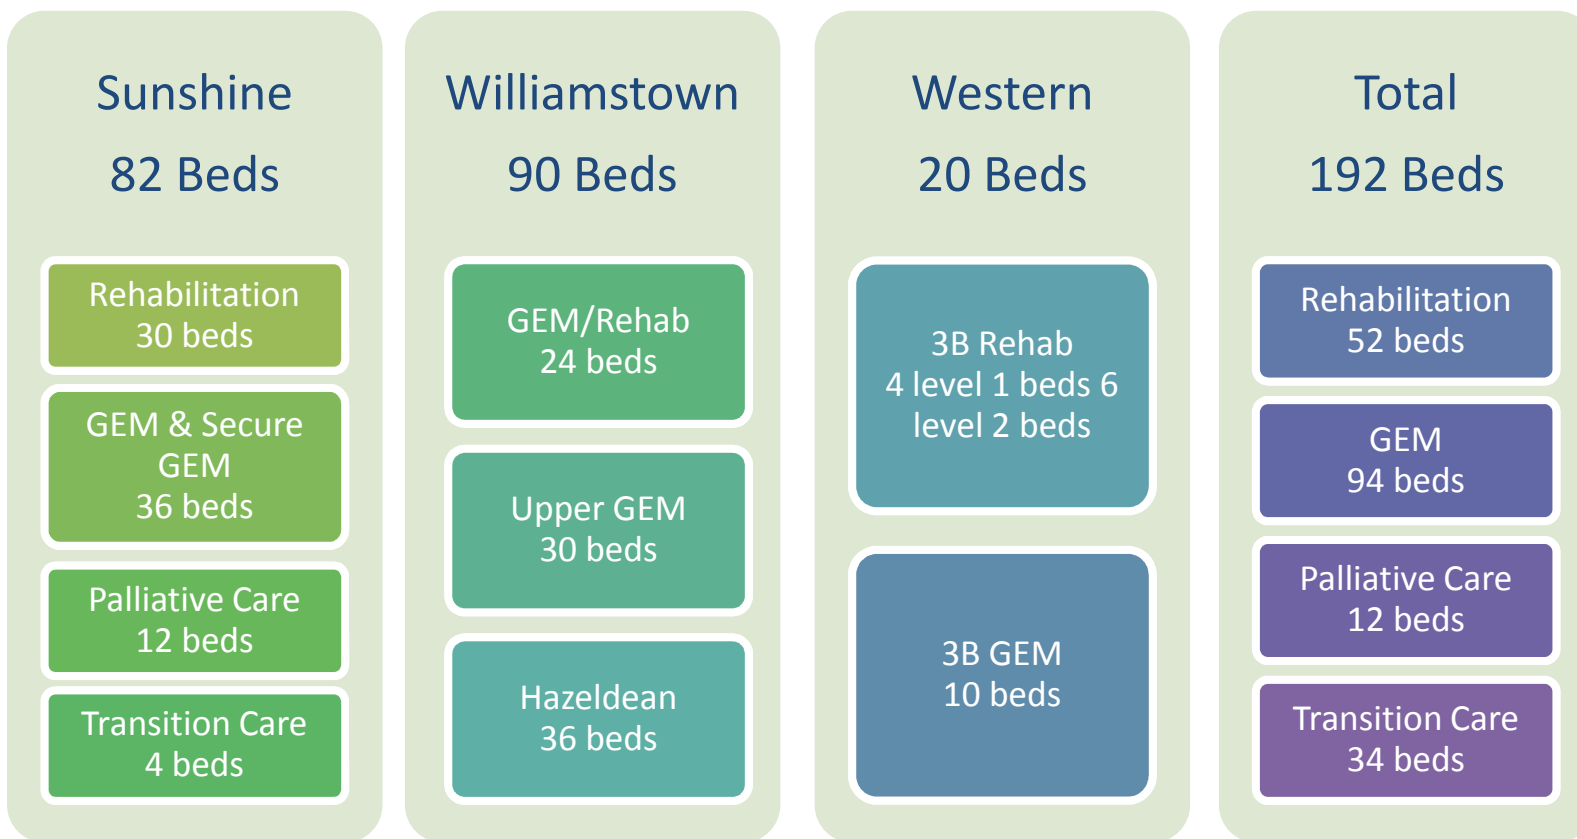 Sunshine
82 Beds
Rehabilitation
30 beds
GEM & Secure
GEM
36 beds
Palliative Care
12 beds
Transition Care
4 beds
Williamstown
90 Beds
GEM/Rehab
24 beds
Upper GEM
30 beds
Hazeldean
36 beds
Western
20 Beds
3B Rehab
4 level 1 beds 6
level 2 beds
3B GEM
10 beds
Total
192 Beds
Rehabilitation
52 beds
GEM
94 beds
Palliative Care
12 beds
Transition Care
34 beds